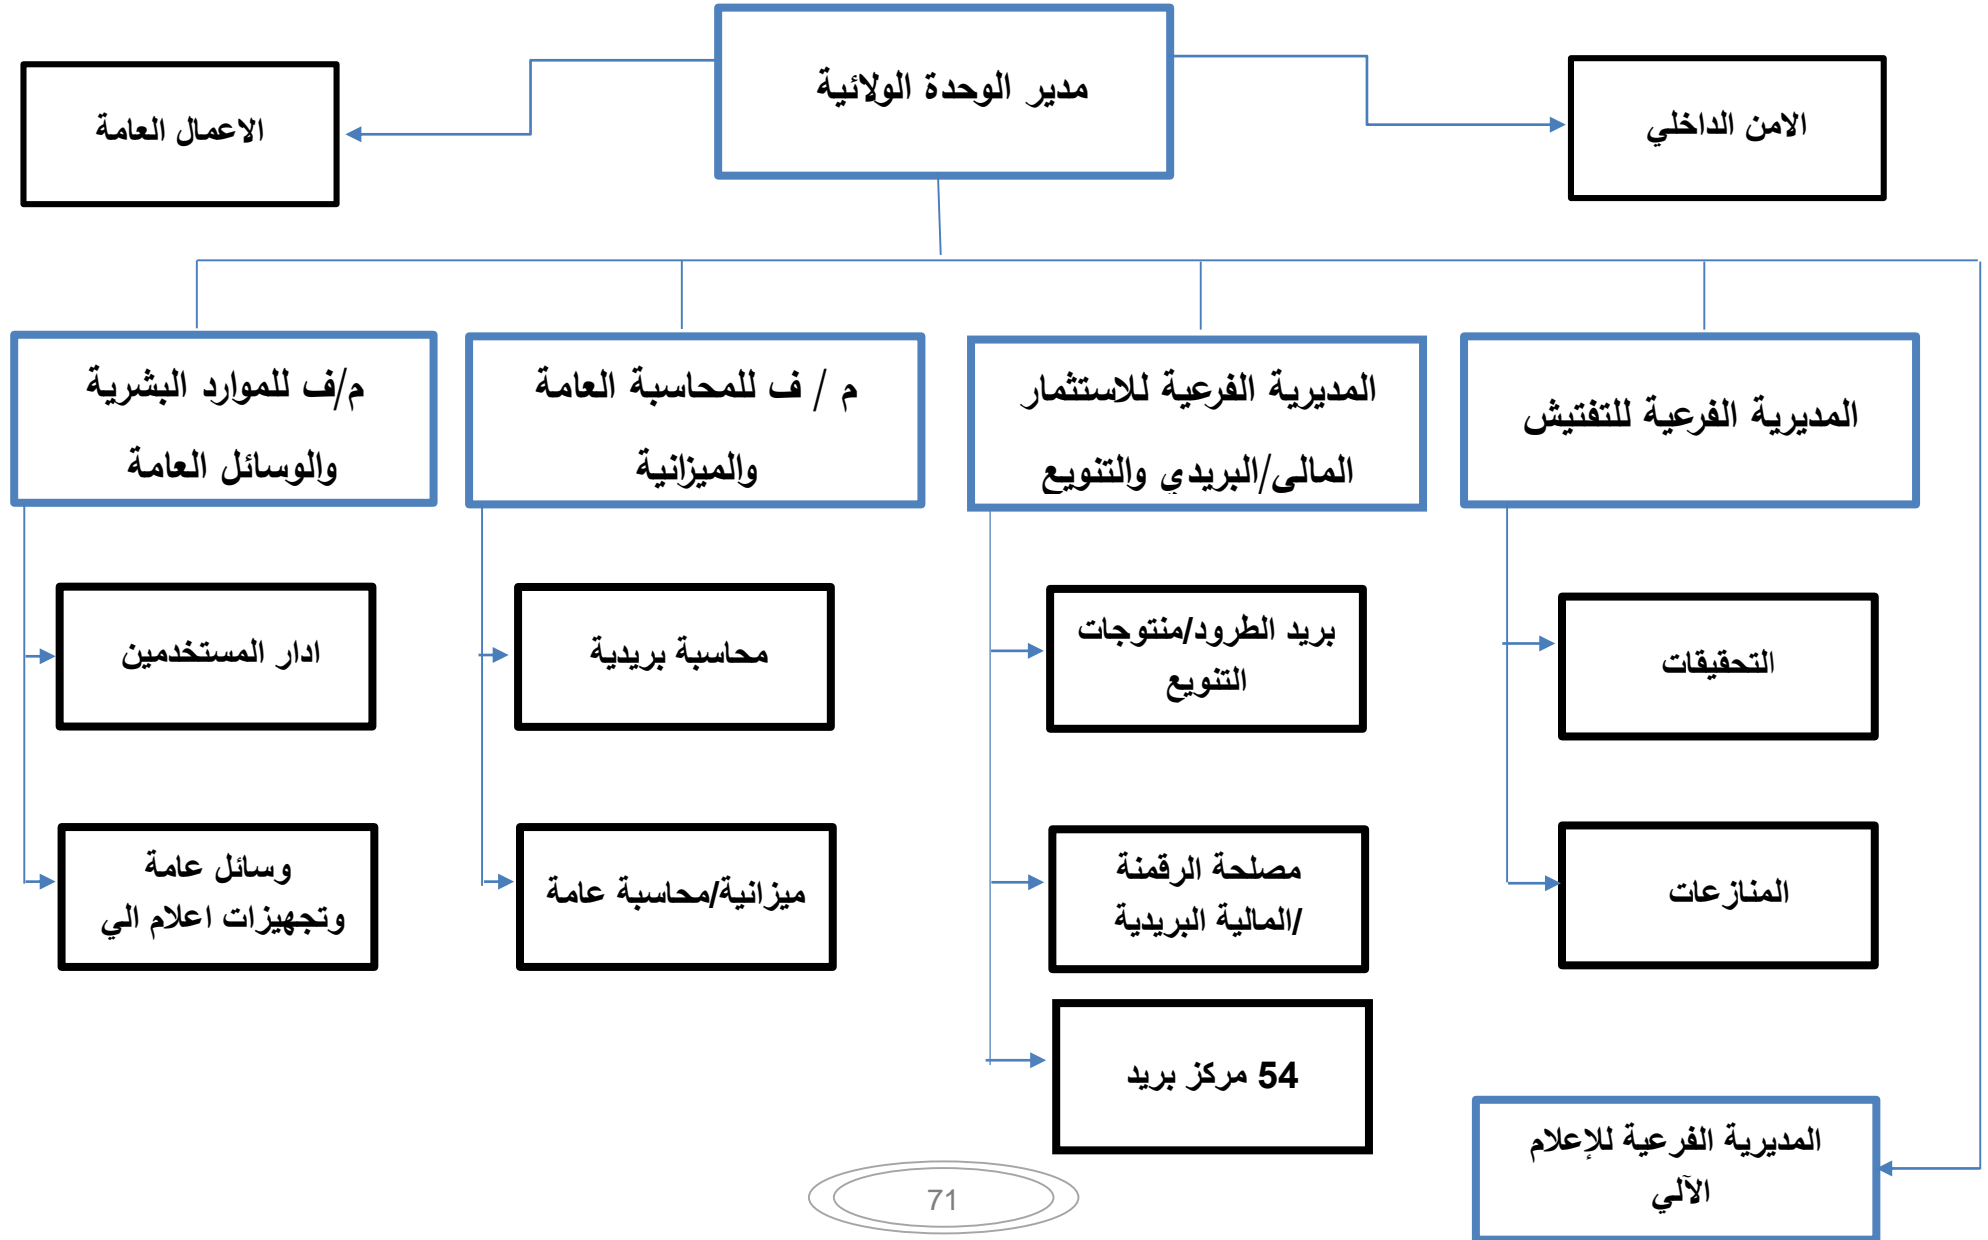 مدير الوحدة الولائية
الامن الداخلي
الاعمال العامة
المديرية الفرعية للتفتيش
المديرية الفرعية للاستثمار
المالي/البريدي والتنويع
م / ف للمحاسبة العامة
والميزانية
م/ف للموارد البشرية
والوسائل العامة
التحقيقات
بريد الطرود/منتوجات
التنويع
محاسبة بريدية
ادار المستخدمين
المنازعات
مصلحة الرقمنة
/المالية البريدية
ميزانية/محاسبة عامة
وسائل عامة
وتجهيزات اعلام الي
54 مركز بريد
المديرية الفرعية للإعلام
الآلي
71